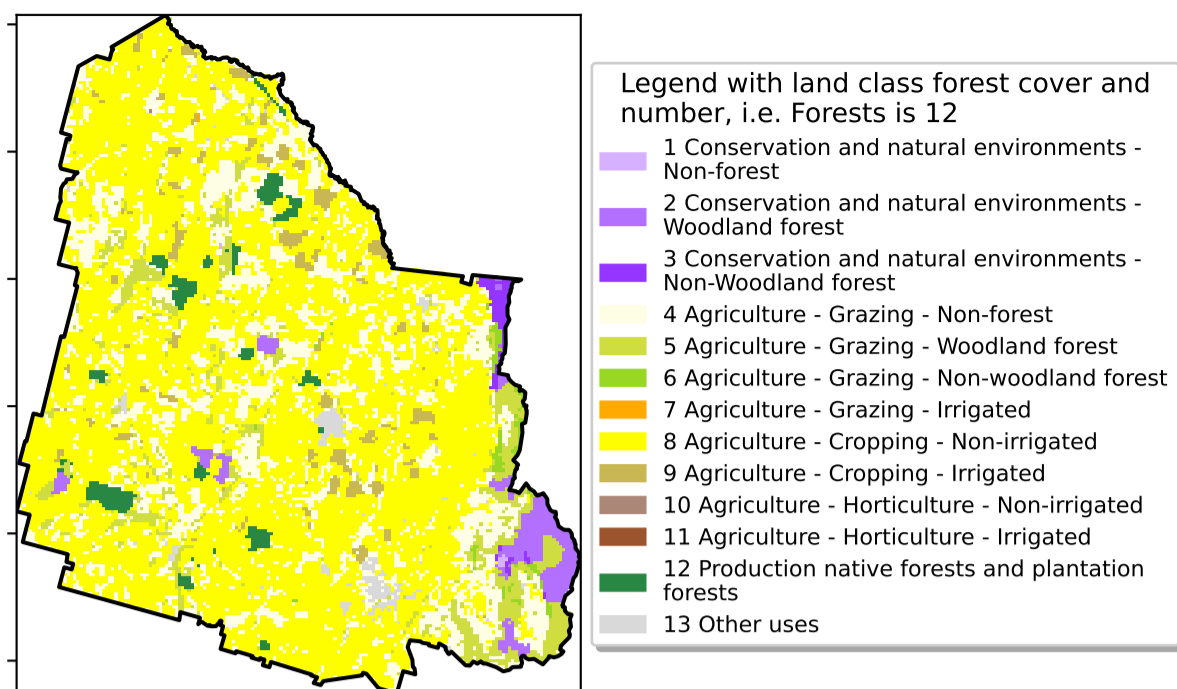 Legend with land class forest cover and
number, i.e. Forests is 12
1 Conservation and natural environments -
Non-forest
2 Conservation and natural environments -
Woodland forest
3 Conservation and natural environments -
Non-Woodland forest
4 Agriculture - Grazing - Non-forest
5 Agriculture - Grazing - Woodland forest
6 Agriculture - Grazing - Non-woodland forest
7 Agriculture - Grazing - Irrigated
8 Agriculture - Cropping - Non-irrigated
9 Agriculture - Cropping - Irrigated
10 Agriculture - Horticulture - Non-irrigated
11 Agriculture - Horticulture - Irrigated
12 Production native forests and plantation
forests
13 Other uses